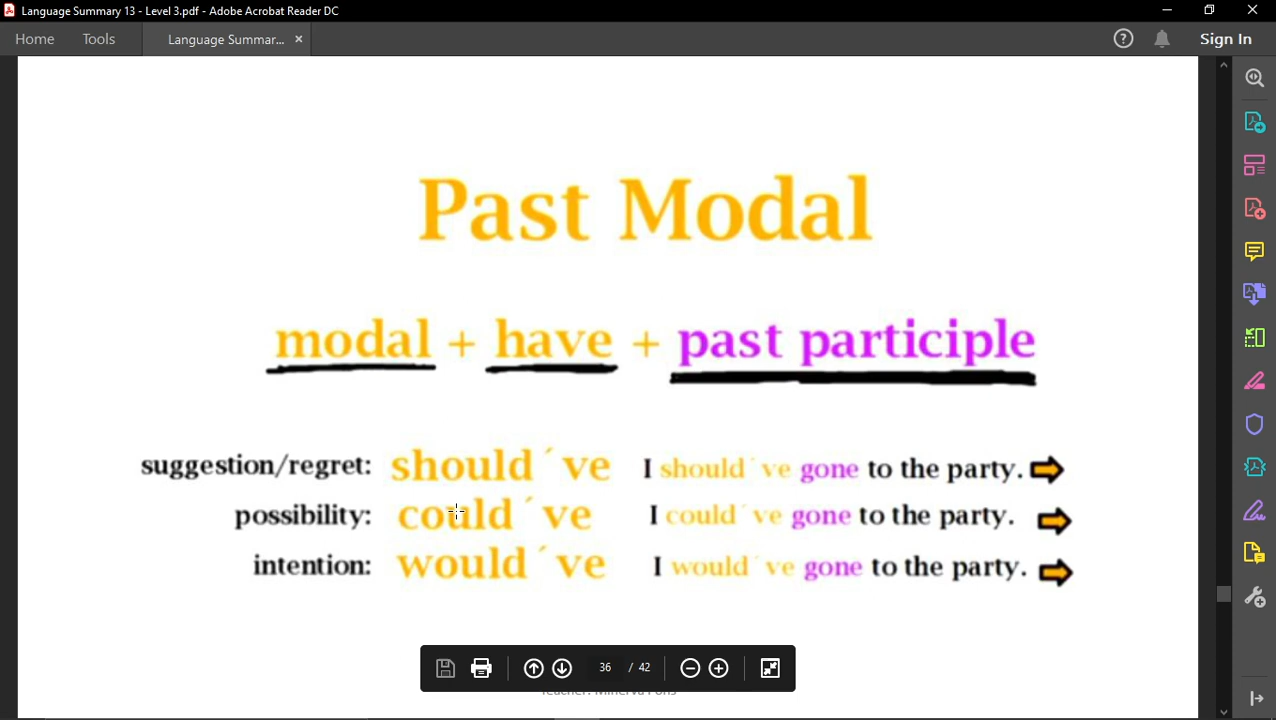 Language Summary 13 - Level 3.pdf - Adobe Acrobat Reader DC
Home Tools Language Summar... × Sign In
Past Modal
modal + have + past participle
suggestion/regret: should´ve I should´ve gone to the party.
possibility: could´ve I could´ve gone to the party.
intention: would´ve I would´ve gone to the party.
36 / 42